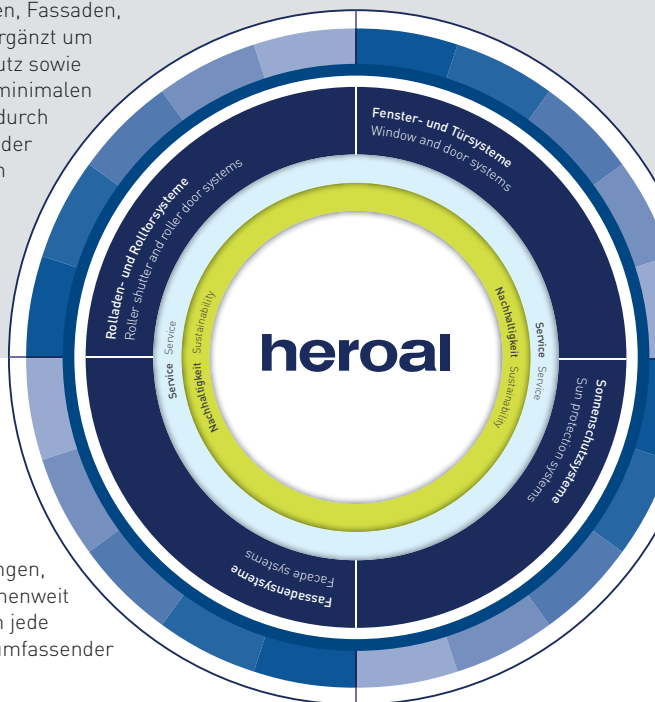 en, Fassaden,
rgänzt um
utz sowie
minimalen
durch
der
n
Fenster- und Türsysteme
Window and door systems
Rolladen- und Rolltorsysteme
Roller shutter and roller door systems
Service Service
Nachhaltigkeit Sustainability
heroal
Nachhaltigkeit Sustainability
Service Service
Sonnenschutzsysteme
Sun protection systems
Fassadensysteme
Facade systems
ngen,
nenweit
n jede
umfassender